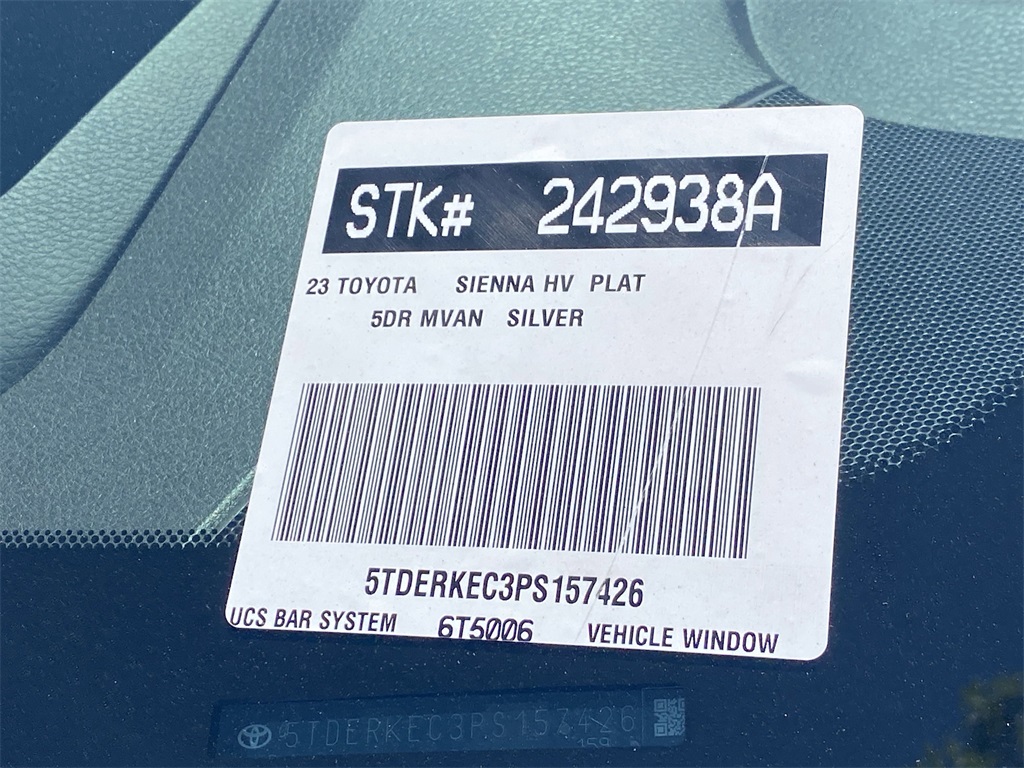 STK# 242938A
23 TOYOTA SIENNA HV PLAT
5DR MVAN SILVER
5TDERKEC3PS157426
UCS BAR SYSTEM 6T5006 VEHICLE WINDOW
5TDERKEC3PS157426